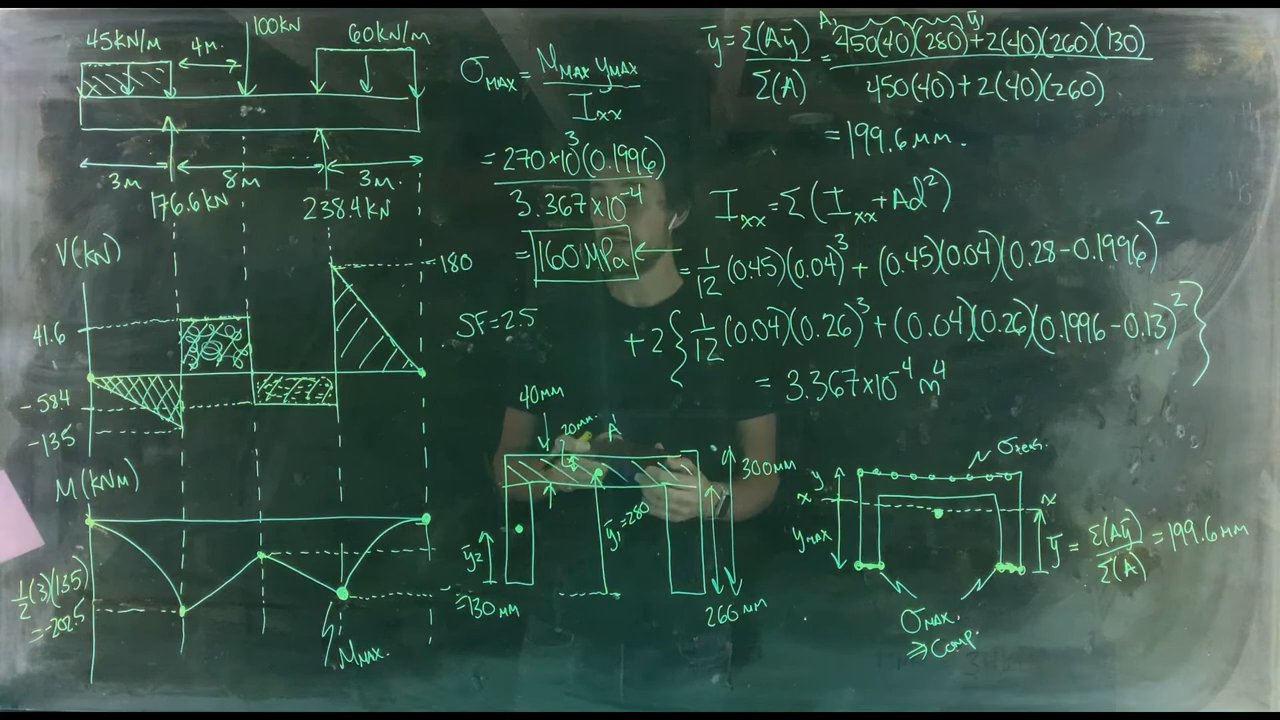 45kN/m
4m.
100kN
60kN/m
3m
8m
3m.
176.6kN
238.4kN
V(kN)
180
41.6
-58.4
-135
M(kNm)
½(3)(135)
=-202.5
MMAX.
σMAX = MMAX yMAX / Ixx
= 270×10³(0.1996) / 3.367×10⁻⁴
= 160MPa
SF=2.5
ȳ = Σ(Aȳ) / Σ(A) = 450(40)(280)+2(40)(260)(130) / 450(40)+2(40)(260)
A₁ ȳ₁
= 199.6mm.
Ixx = Σ(Ixx+Ad²)
= 1/12 (0.45)(0.04)³ + (0.45)(0.04)(0.28-0.1996)²
+ 2{ 1/12 (0.04)(0.26)³ + (0.04)(0.26)(0.1996-0.13)² }
= 3.367×10⁻⁴ m⁴
40mm
20mm
A'
300mm
ȳ₁=280
ȳ₂
=130mm
260mm
y
x
x
yMAX
ȳ = Σ(Aȳ) / Σ(A) = 199.6mm
σMAX.
⇒ Comp.